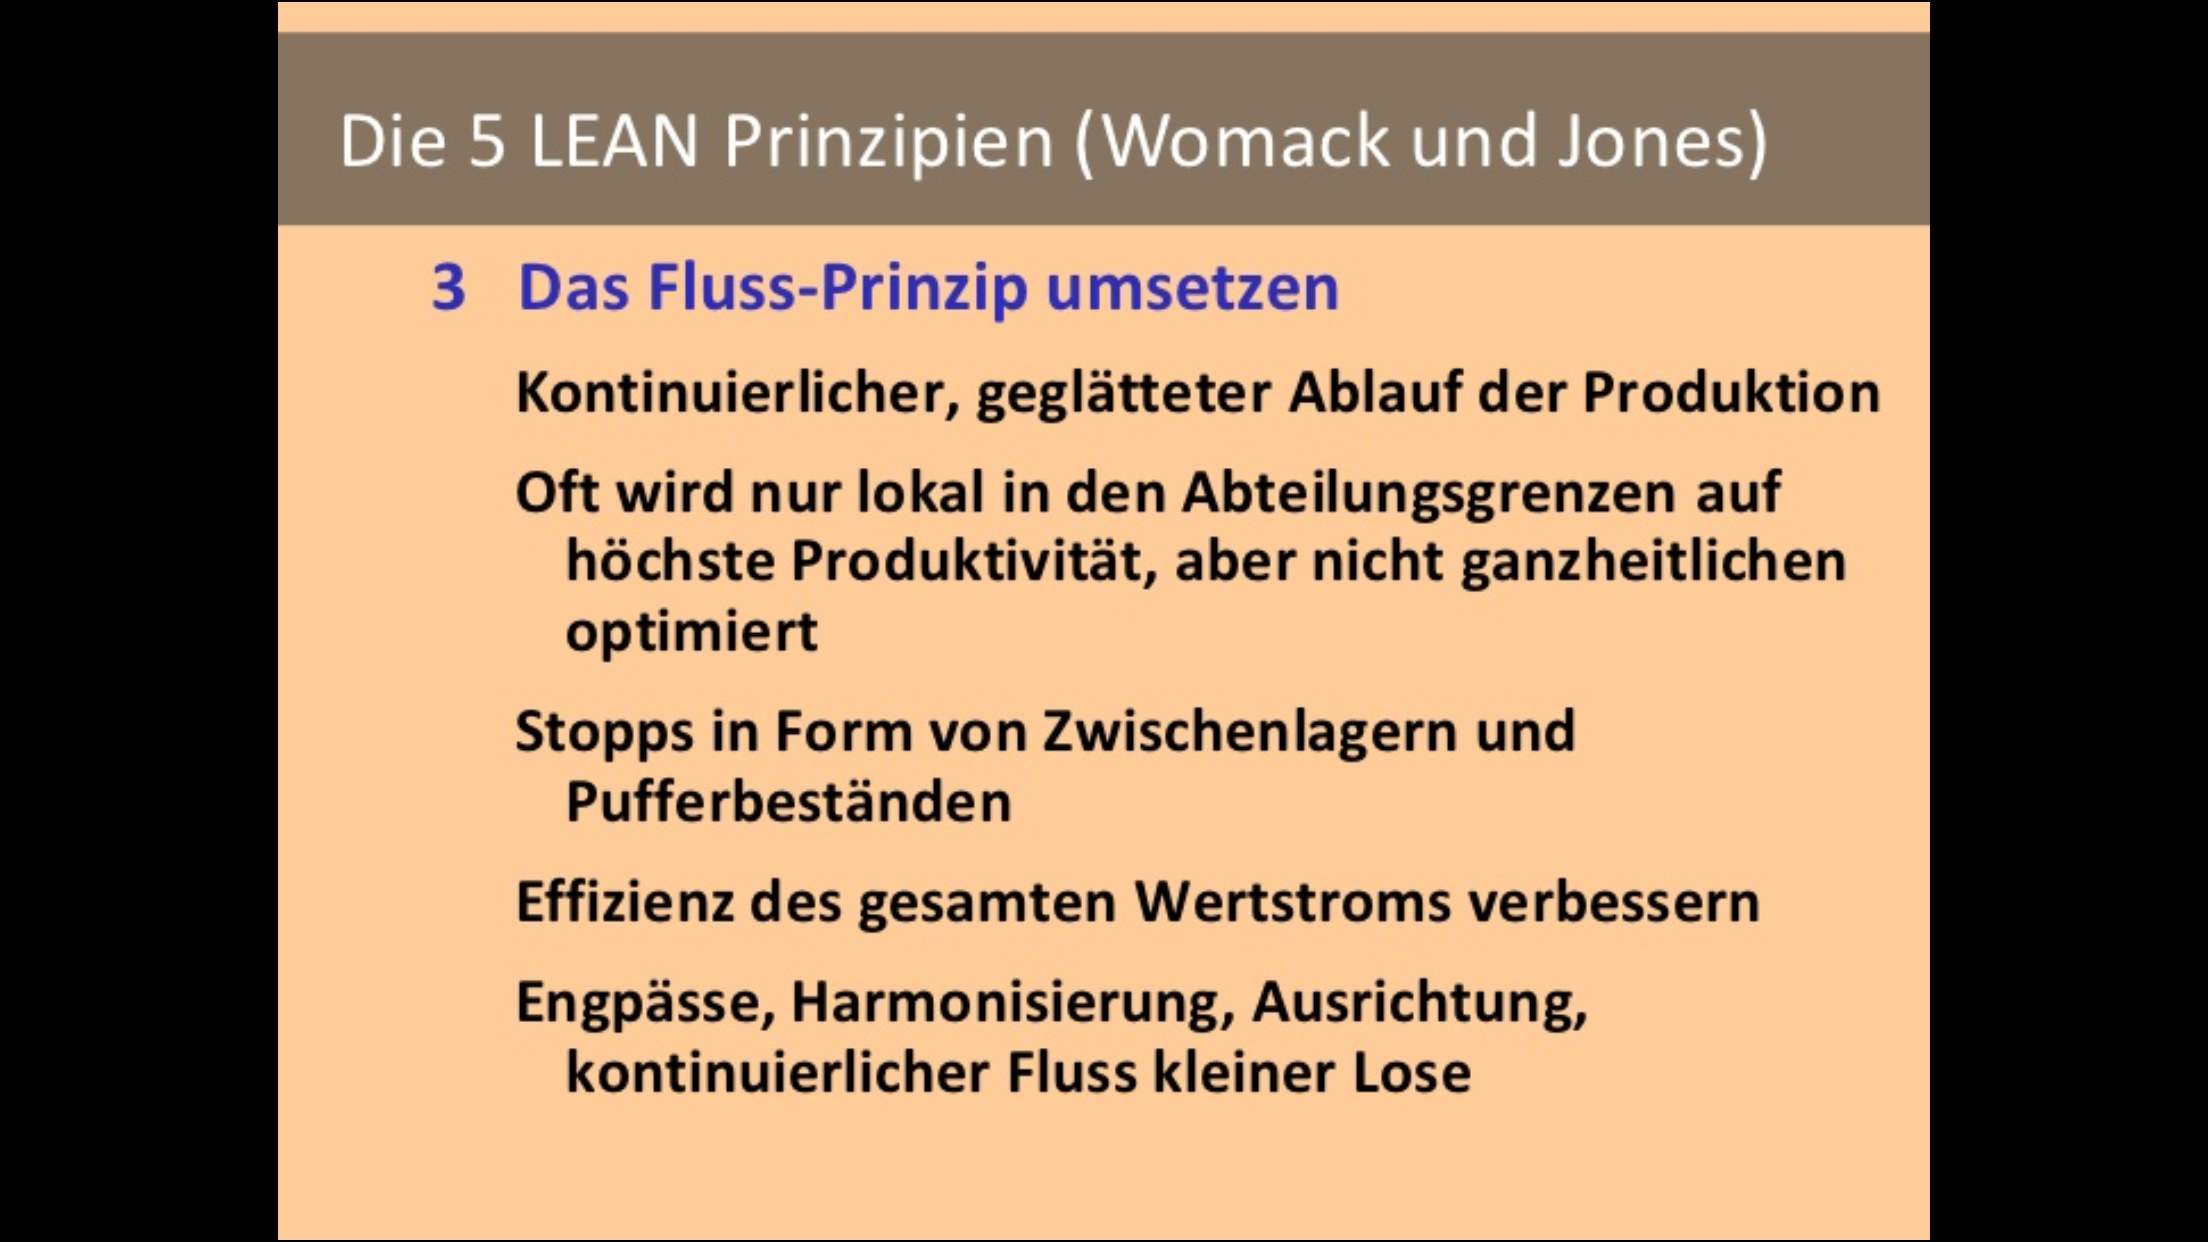 Die 5 LEAN Prinzipien (Womack und Jones)
3 Das Fluss-Prinzip umsetzen
Kontinuierlicher, geglätteter Ablauf der Produktion
Oft wird nur lokal in den Abteilungsgrenzen auf
höchste Produktivität, aber nicht ganzheitlichen
optimiert
Stopps in Form von Zwischenlagern und
Pufferbeständen
Effizienz des gesamten Wertstroms verbessern
Engpässe, Harmonisierung, Ausrichtung,
kontinuierlicher Fluss kleiner Lose